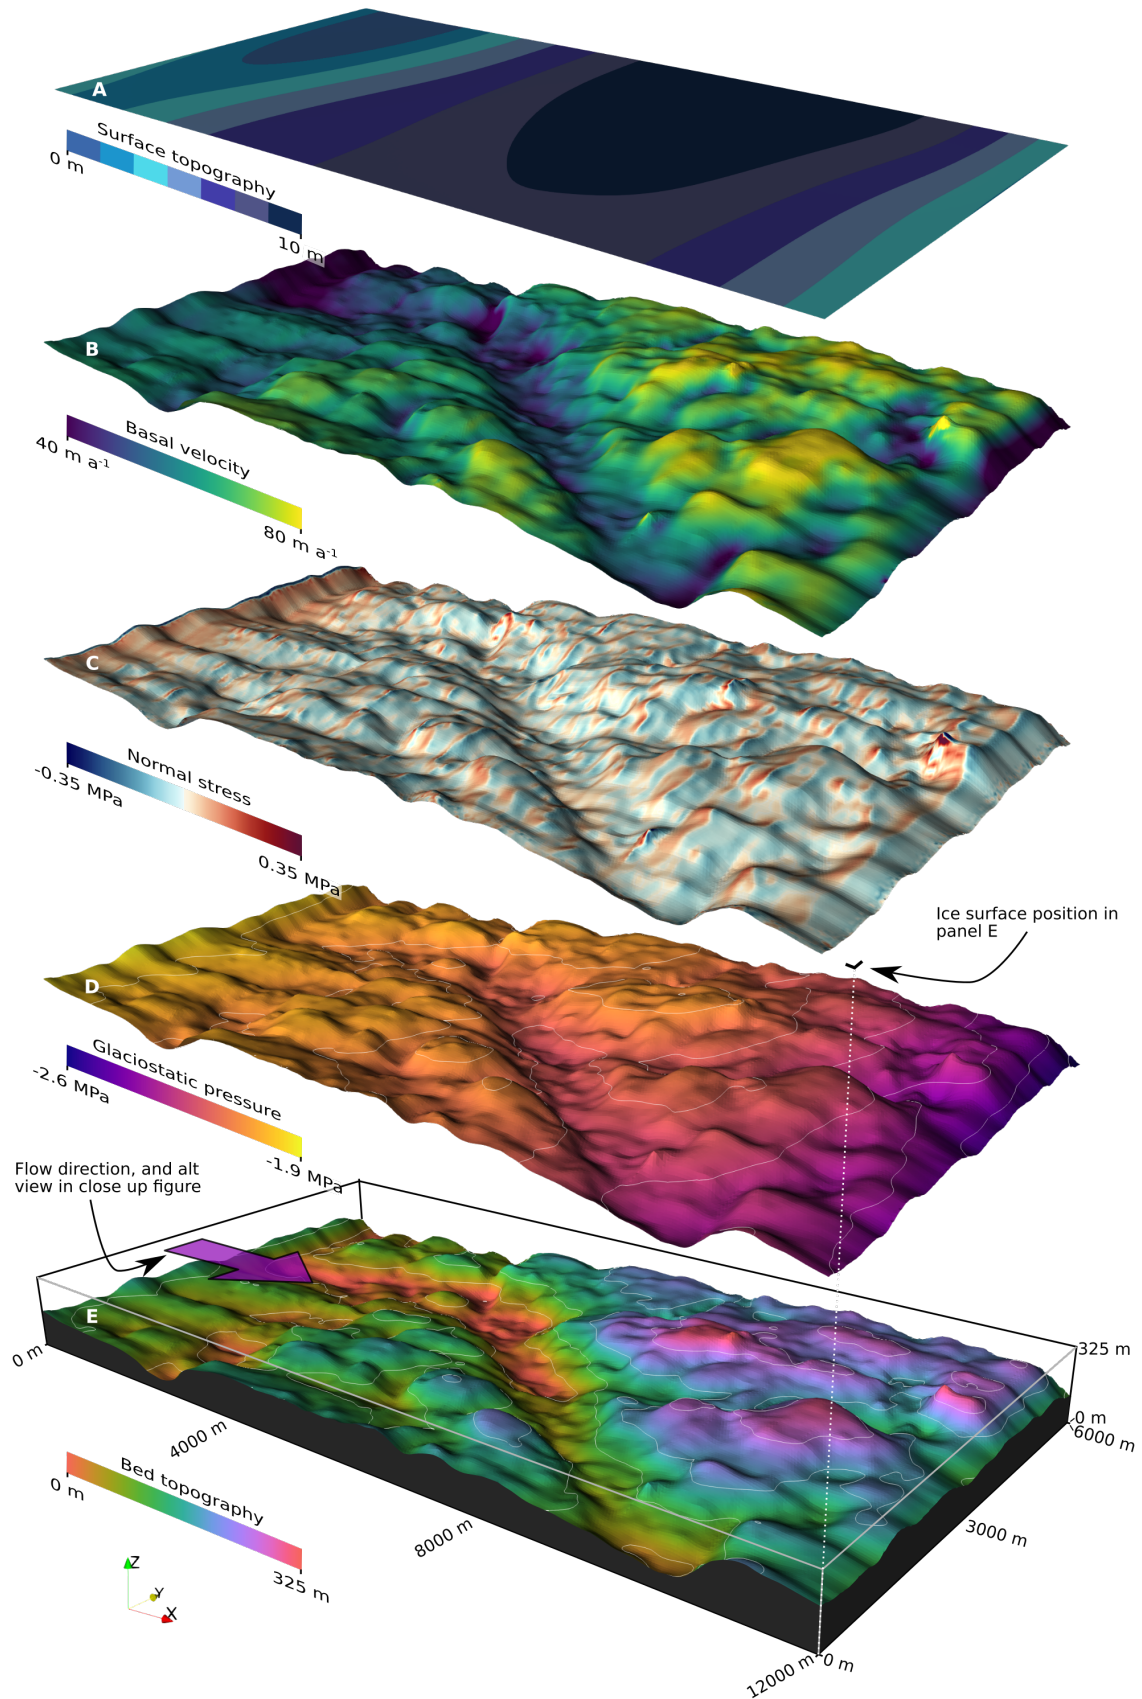 A
Surface topography
0 m
10 m
B
Basal velocity
40 m a⁻¹
80 m a⁻¹
C
Normal stress
-0.35 MPa
0.35 MPa
Ice surface position in
panel E
D
Glaciostatic pressure
-2.6 MPa
-1.9 MPa
Flow direction, and alt
view in close up figure
E
325 m
0 m
6000 m
0 m
4000 m
8000 m
3000 m
12000 m
0 m
Bed topography
0 m
325 m
Z
Y
X